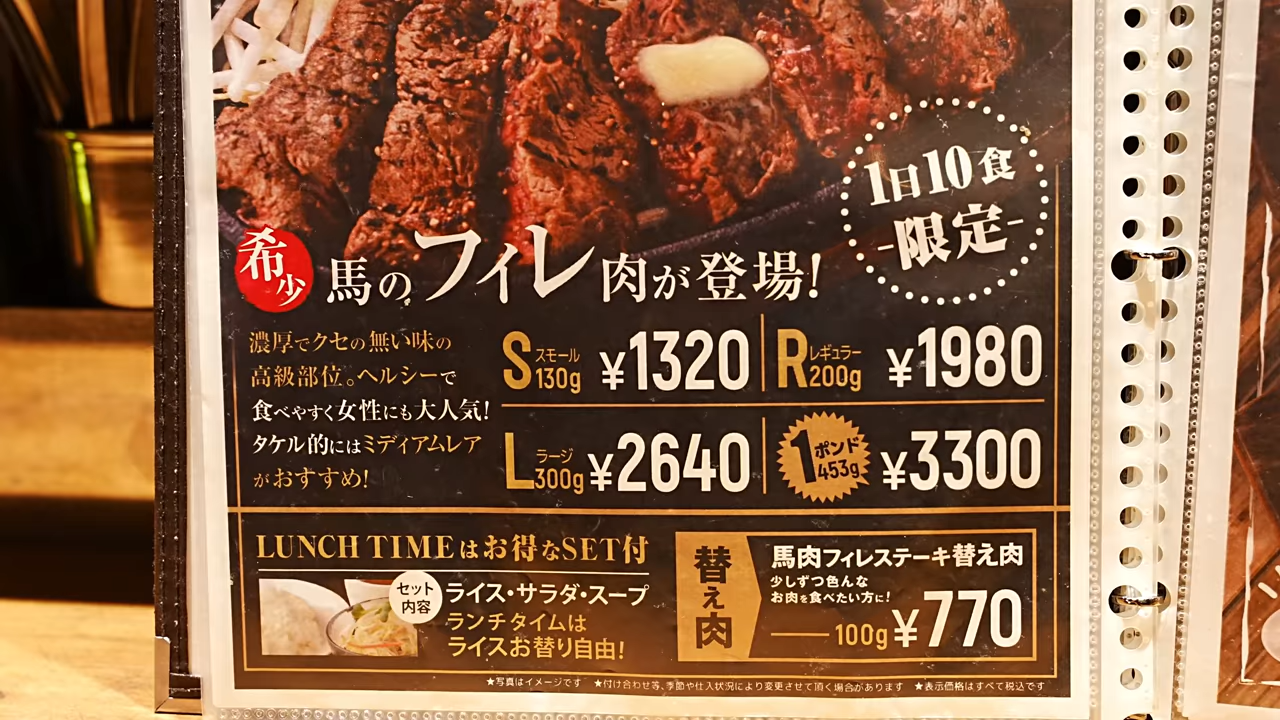 1日10食
-限定-
希少
馬のフィレ肉が登場!
濃厚でクセの無い味の
高級部位。ヘルシーで
食べやすく女性にも大人気!
タケル的にはミディアムレア
がおすすめ!
S スモール 130g ¥1320
R レギュラー 200g ¥1980
L ラージ 300g ¥2640
1ポンド 453g ¥3300
LUNCH TIMEはお得なSET付
セット内容
ライス・サラダ・スープ
ランチタイムは
ライスお替り自由!
替え肉
馬肉フィレステーキ替え肉
少しずつ色んな
お肉を食べたい方に!
100g ¥770
★写真はイメージです ★付け合わせ等、季節や仕入状況により変更させて頂く場合があります ★表示価格はすべて税込です